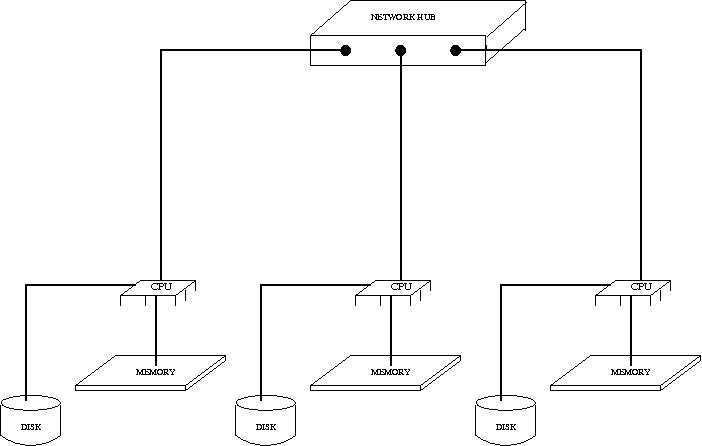 NETWORK HUB
CPU
CPU
CPU
MEMORY
MEMORY
MEMORY
DISK
DISK
DISK